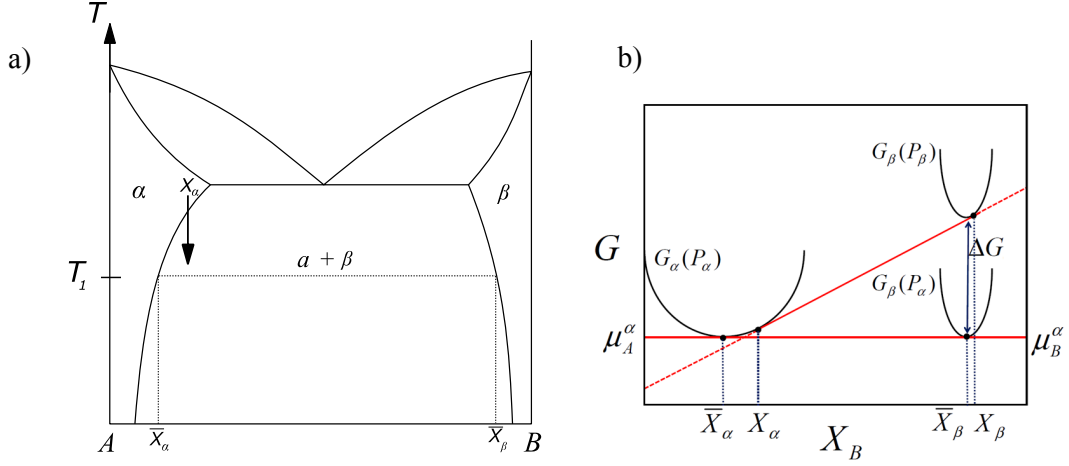 a)
T
α
X_α
β
T_1
a + β
A
X̅_α
X̅_β
B
b)
G
G_β(P_β)
G_α(P_α)
ΔG
G_β(P_α)
μ_A^α
μ_B^α
X̅_α
X_α
X̅_β
X_β
X_B